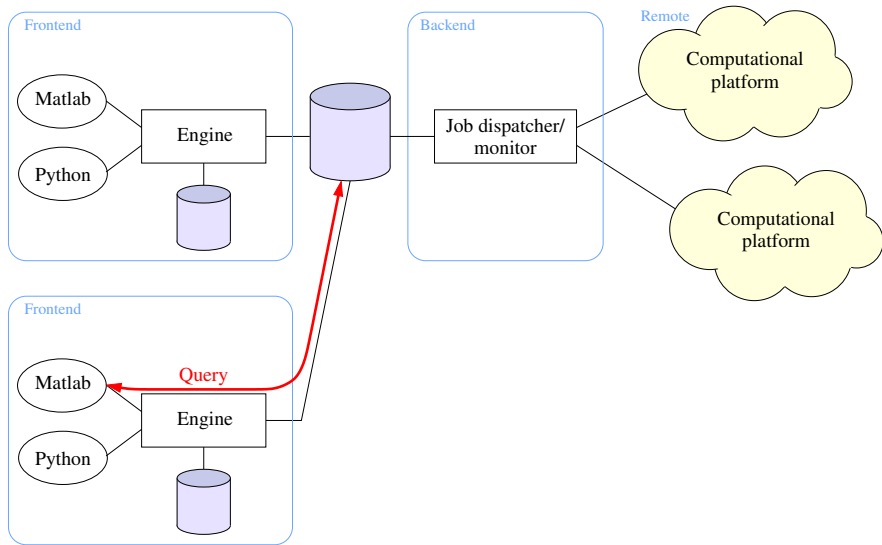 Frontend
Matlab
Python
Engine
Backend
Job dispatcher/
monitor
Remote
Computational
platform
Computational
platform
Frontend
Matlab
Python
Query
Engine